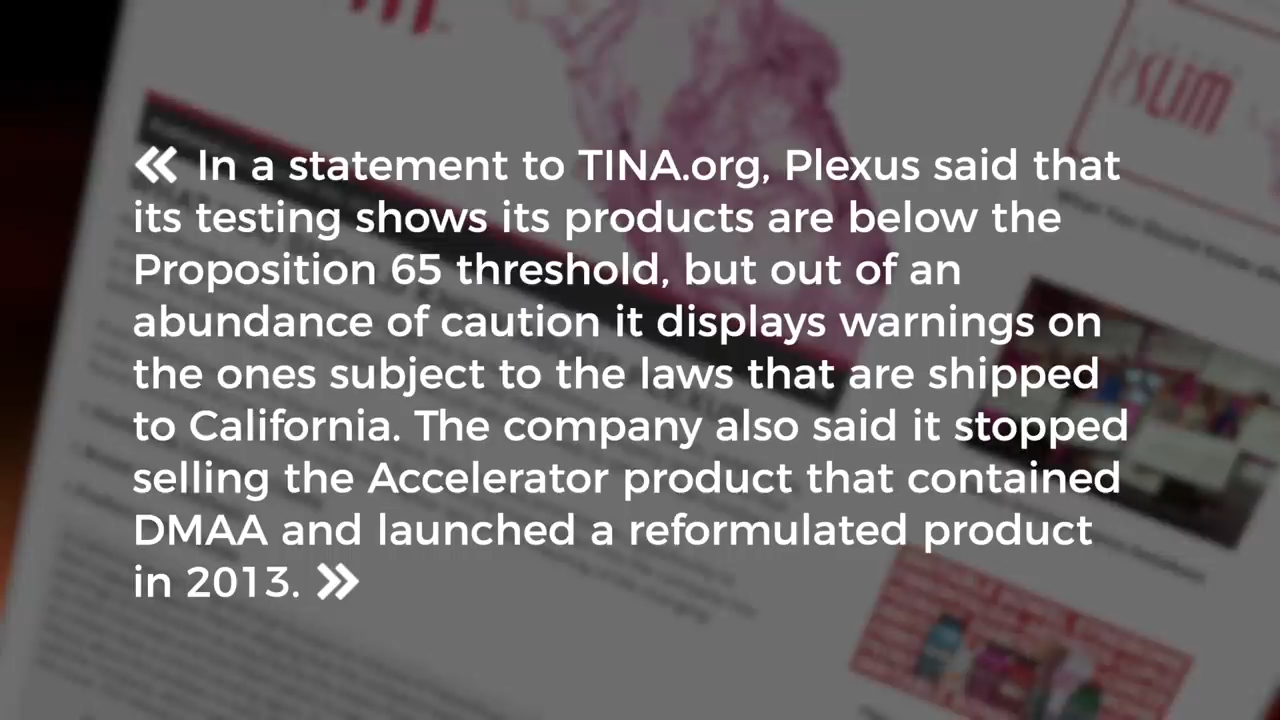 « In a statement to TINA.org, Plexus said that
its testing shows its products are below the
Proposition 65 threshold, but out of an
abundance of caution it displays warnings on
the ones subject to the laws that are shipped
to California. The company also said it stopped
selling the Accelerator product that contained
DMAA and launched a reformulated product
in 2013. »
SLIM